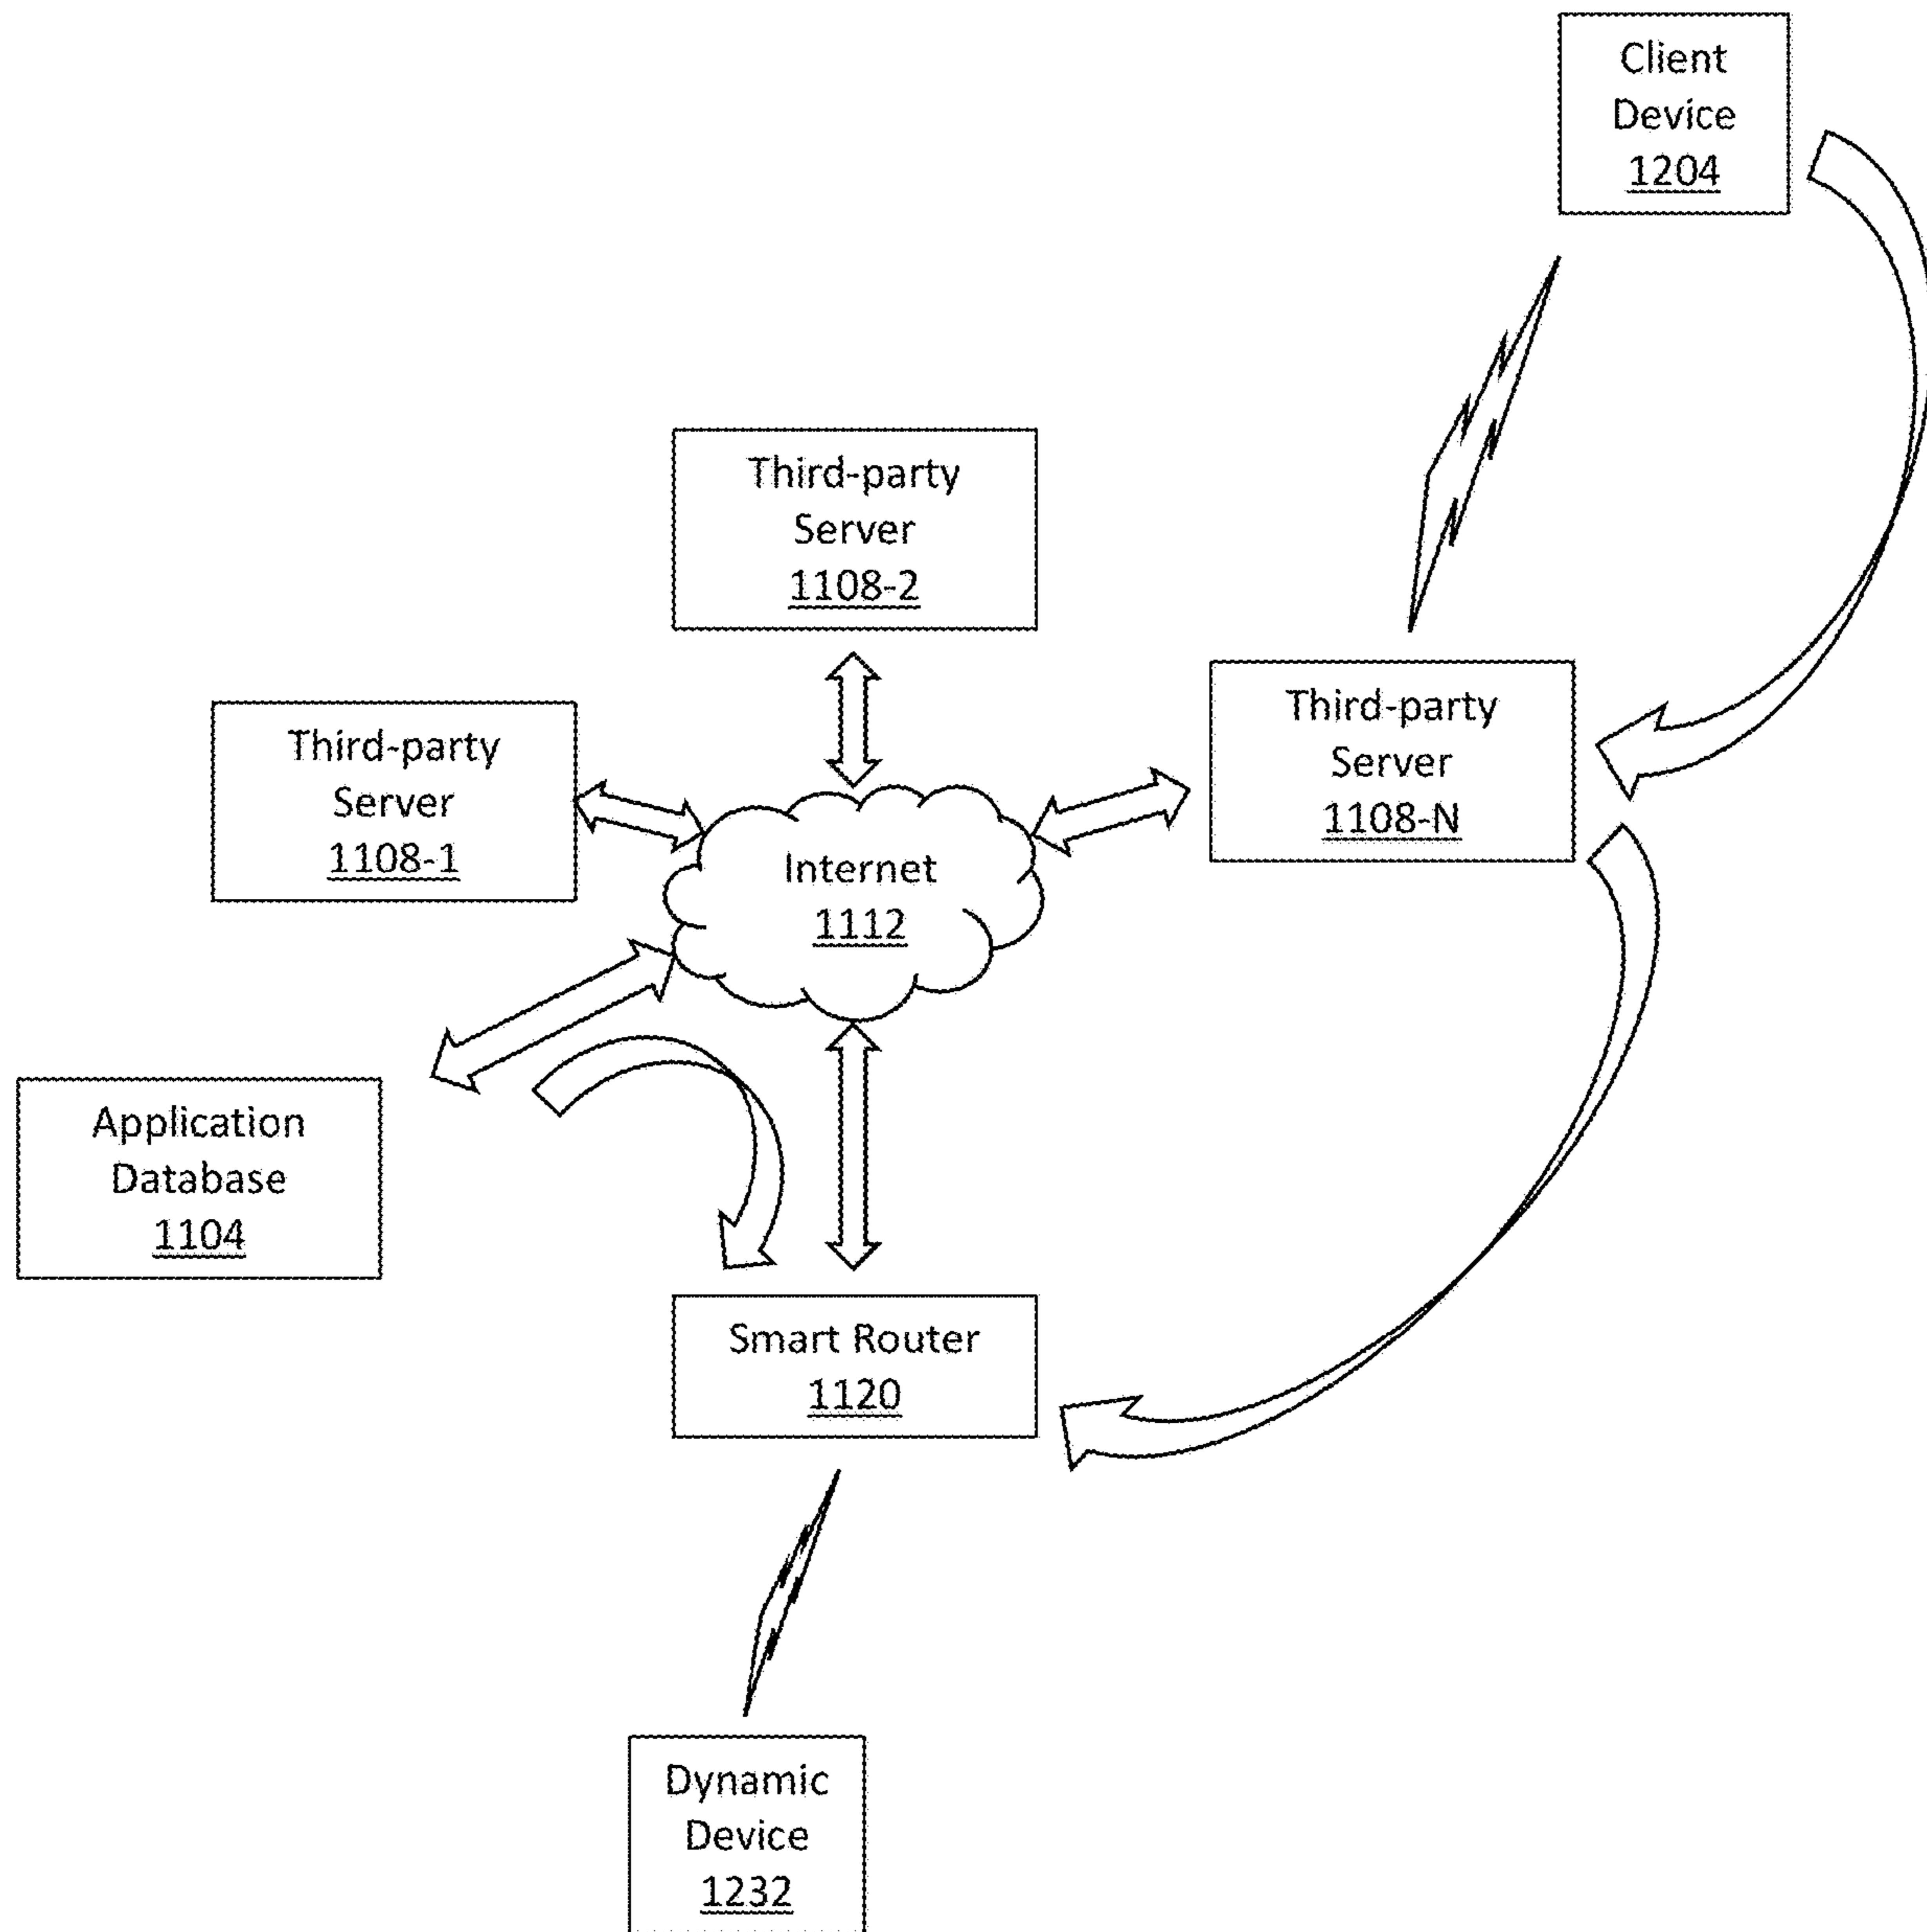 Client
Device
1204
Third-party
Server
1108-2
Third-party
Server
1108-N
Third-party
Server
1108-1
Internet
1112
Application
Database
1104
Smart Router
1120
Dynamic
Device
1232